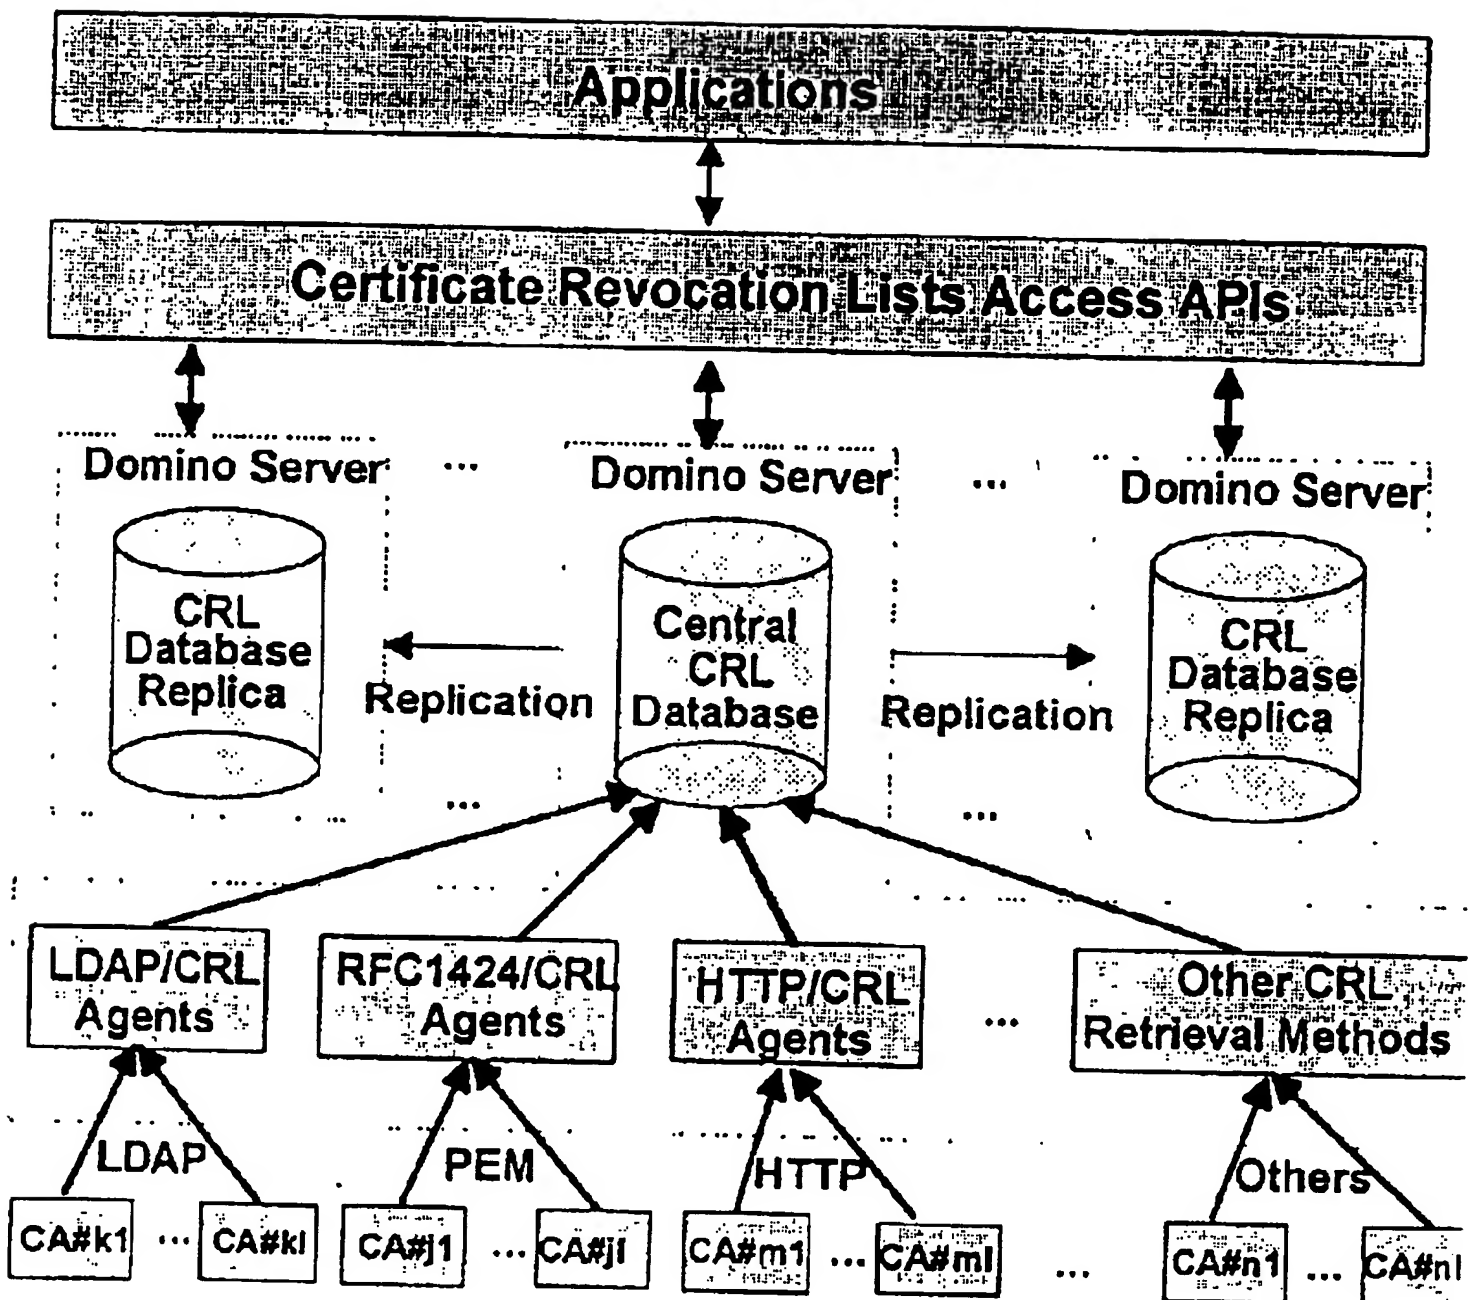 Applications
Certificate Revocation Lists Access APIs
Domino Server ... Domino Server ... Domino Server
CRL
Database
Replica
Replication
Central
CRL
Database
Replication
CRL
Database
Replica
... ...
LDAP/CRL
Agents
RFC1424/CRL
Agents
HTTP/CRL
Agents
...
Other CRL
Retrieval Methods
LDAP
PEM
HTTP
Others
CA#k1 ... CA#kl
CA#j1 ... CA#jl
CA#m1 ... CA#ml
...
CA#n1 ... CA#nl